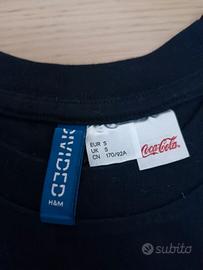 DIVIDED
H&M
EUR S
UK S
CN 170/92A
Coca-Cola
subito